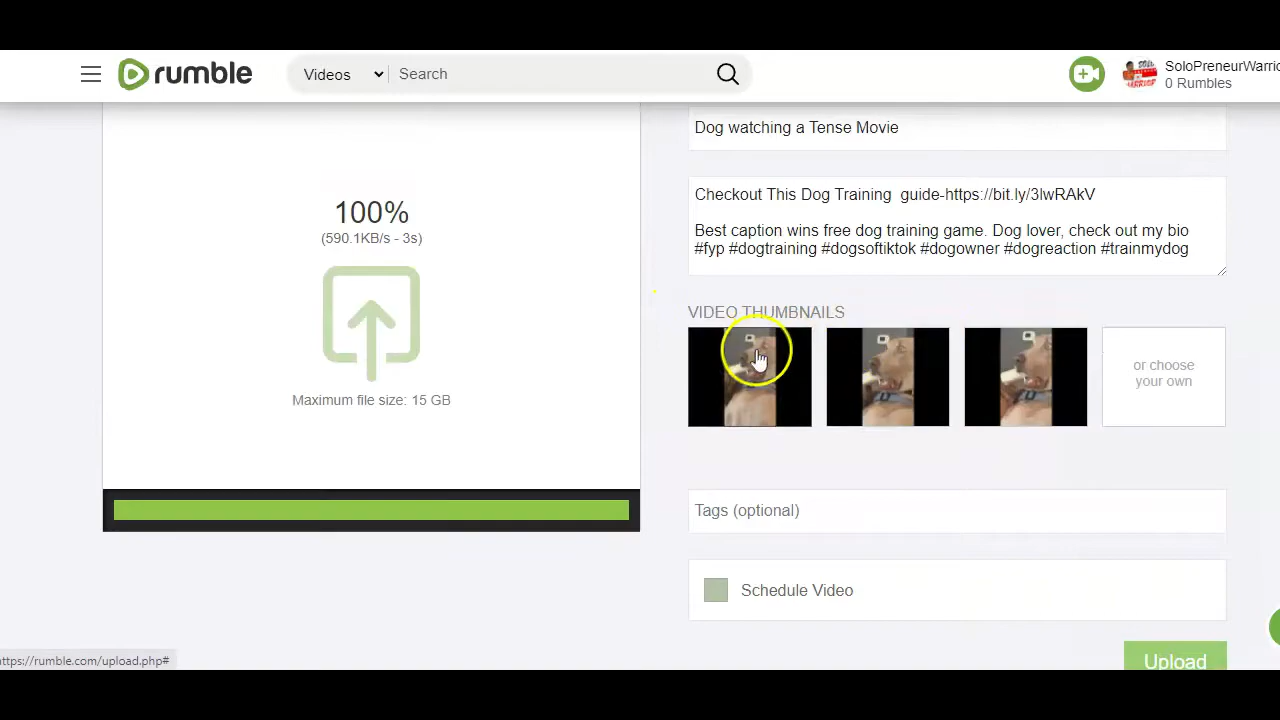 rumble
Videos
Search
SoloPreneurWarrio
0 Rumbles
Dog watching a Tense Movie
100%
(590.1KB/s - 3s)
Maximum file size: 15 GB
Checkout This Dog Training guide-https://bit.ly/3lwRAkV
Best caption wins free dog training game. Dog lover, check out my bio
#fyp #dogtraining #dogsoftiktok #dogowner #dogreaction #trainmydog
VIDEO THUMBNAILS
or choose
your own
Tags (optional)
Schedule Video
Upload
https://rumble.com/upload.php#